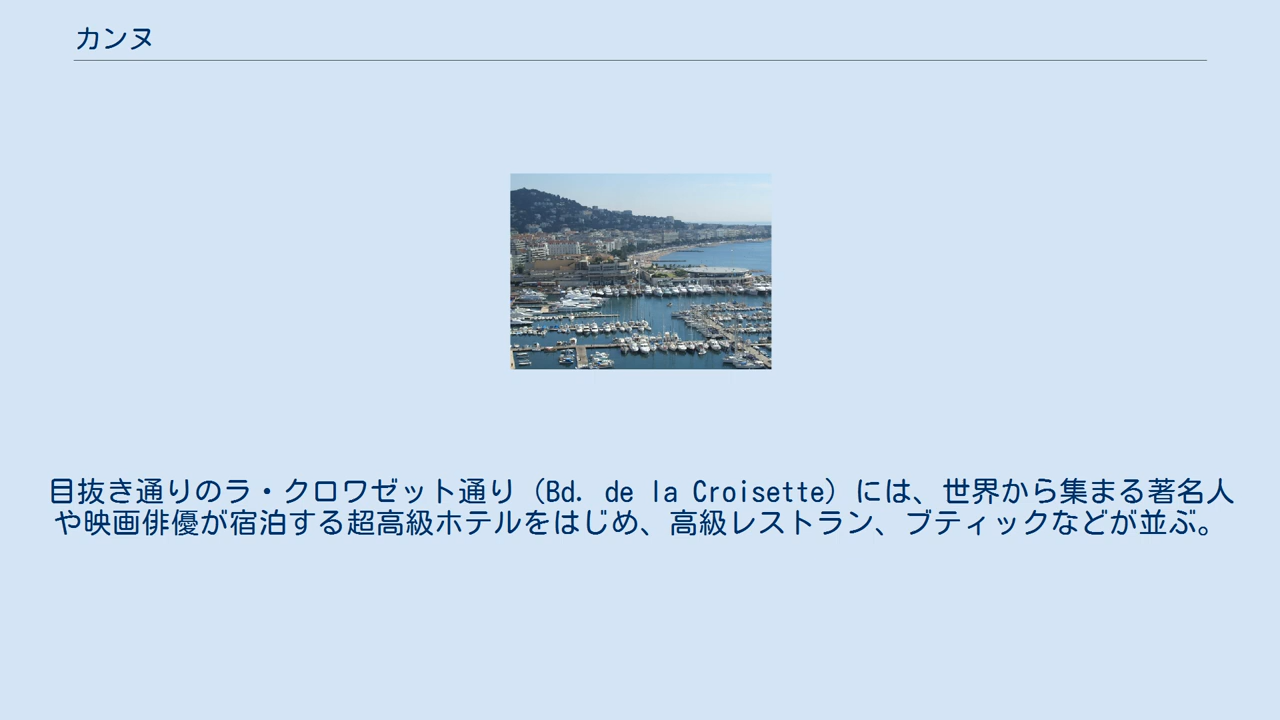 カンヌ
目抜き通りのラ・クロワゼット通り（Bd. de la Croisette）には、世界から集まる著名人
や映画俳優が宿泊する超高級ホテルをはじめ、高級レストラン、ブティックなどが並ぶ。